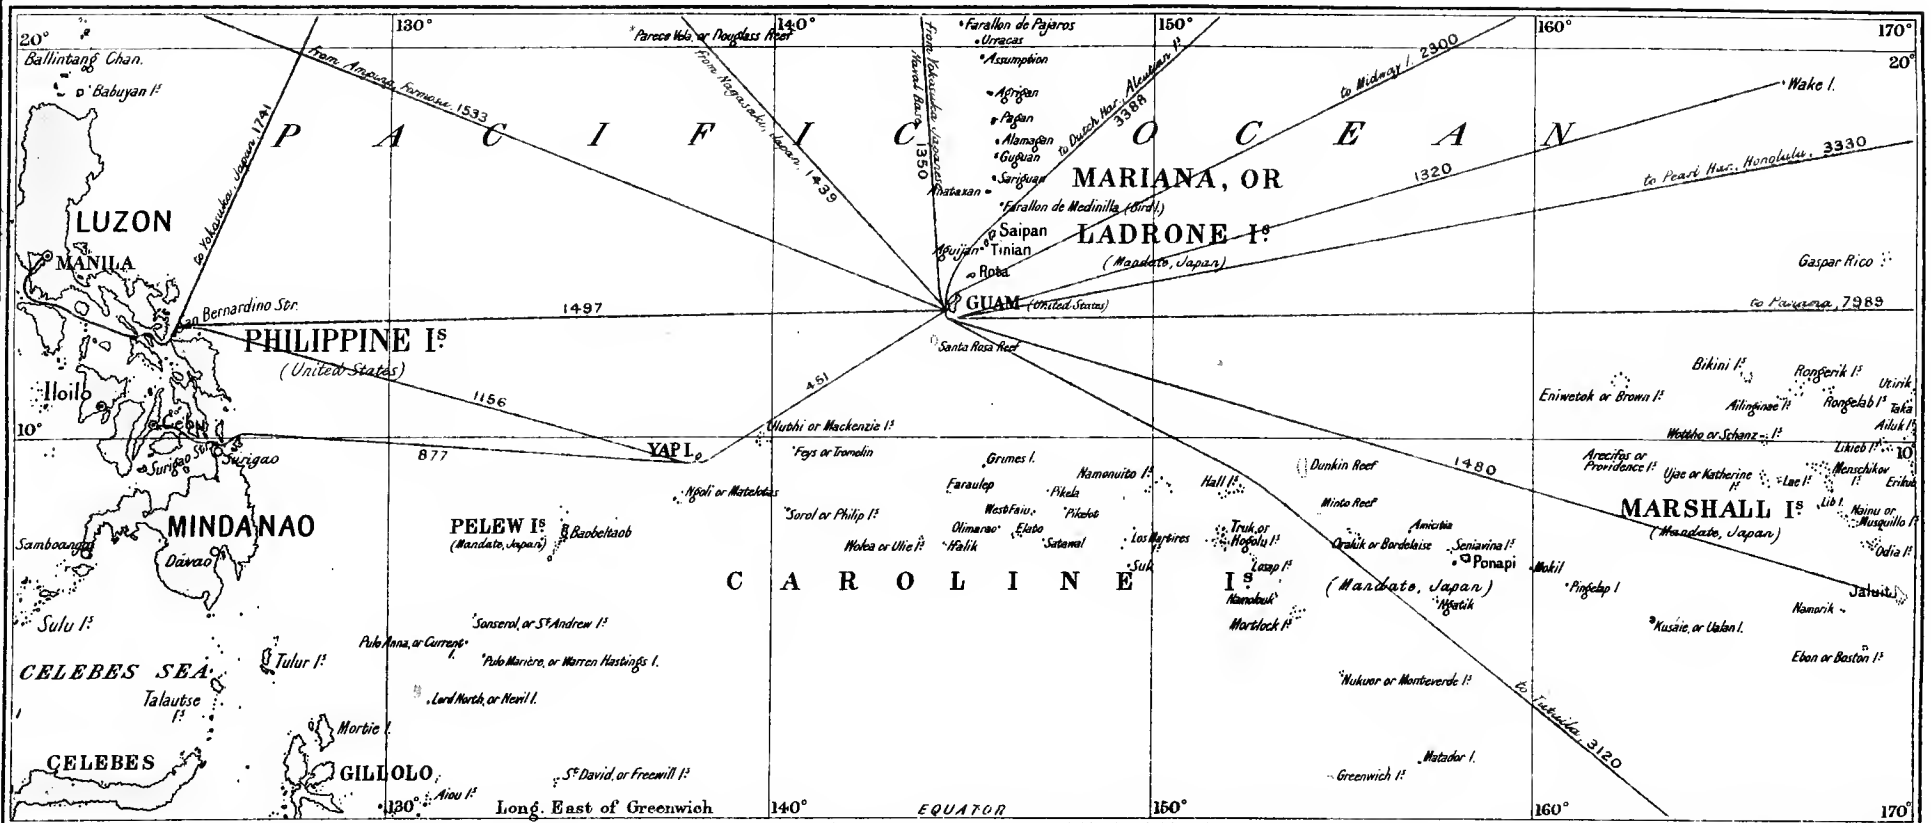 130°
140°
150°
160°
170°
20°
20°
Ballintang Chan.
Babuyan Is
Parece Vela, or Douglass Reef
Farallon de Pajaros
Urracas
Assumption
Agrigan
Pagan
Alamagan
Guguan
Sariguan
Anataxan
Farallon de Medinilla (Bird I.)
Saipan
Aguijan
Tinian
Rota
from Amping, Formosa, 1533
from Nagasaki, Japan, 1439
from Yokosuka Japanese
Naval Base 1350
to Dutch Har., Aleutian Is
3388
to Midway I. 2300
Wake I.
1320
to Pearl Har., Honolulu, 3330
to Yokosuka, Japan, 1741
PACIFIC OCEAN
MARIANA, OR
LADRONE Is
(Mandate, Japan)
LUZON
MANILA
San Bernardino Str.
1497
GUAM (United States)
Gaspar Rico
to Panama, 7989
PHILIPPINE Is
(United States)
Santa Rosa Reef
Iloilo
Cebu
1156
451
Bikini Is
Rongerik Is
Utirik
Eniwetok or Brown Is
Ailinginae Is
Rongelab Is
Taka
Ailuk Is
10°
10
Surigao Str.
Surigao
877
YAP I.
Uluthi or Mackenzie Is
Feys or Tromelin
Wottho or Schanz Is
Likieb Is
Grimes I.
Namonuito Is
Hall Is
Dunkin Reef
1480
Arecifos or
Providence Is
Ujae or Katherine
Is
Lae Is
Menschikov
Is
Erikub
Ngoli or Matelotas
Faraulep
Pikela
Minto Reef
MARSHALL Is
(Mandate, Japan)
Lib I.
Nainu or
Musquillo Is
Odia Is
MINDANAO
Samboanga
Davao
PELEW Is
(Mandate, Japan)
Baobeltaob
Sorol or Philip Is
West Faiu
Pikelot
Olimarao
Elato
Wolea or Ulie Is
Ifalik
Satawal
Los Martires
Truk, or
Hogolu Is
Oraluk or Bordelaise
Amicitia
Seniavina Is
Ponapi
Suk
Losap Is
Mokil
Pingelap I
Jaluit
CAROLINE Is
(Mandate, Japan)
Namoluk
Mortlock Is
Ngatik
Namorik
Kusaie, or Ualan I.
Ebon or Boston Is
Sulu Is
Sonserol, or St Andrew Is
Pulo Anna, or Current
I.
Pulo Mariere, or Warren Hastings I.
CELEBES SEA
Tulur Is
Talautse
Is
Lord North, or Nevil I.
Nukuor or Monteverde Is
to Tutuila, 3120
Mortie I.
CELEBES
GILLOLO
St David, or Freewill Is
Matador I.
Greenwich Is
Aiou Is
130°
Long. East of Greenwich
140°
EQUATOR
150°
160°
170°